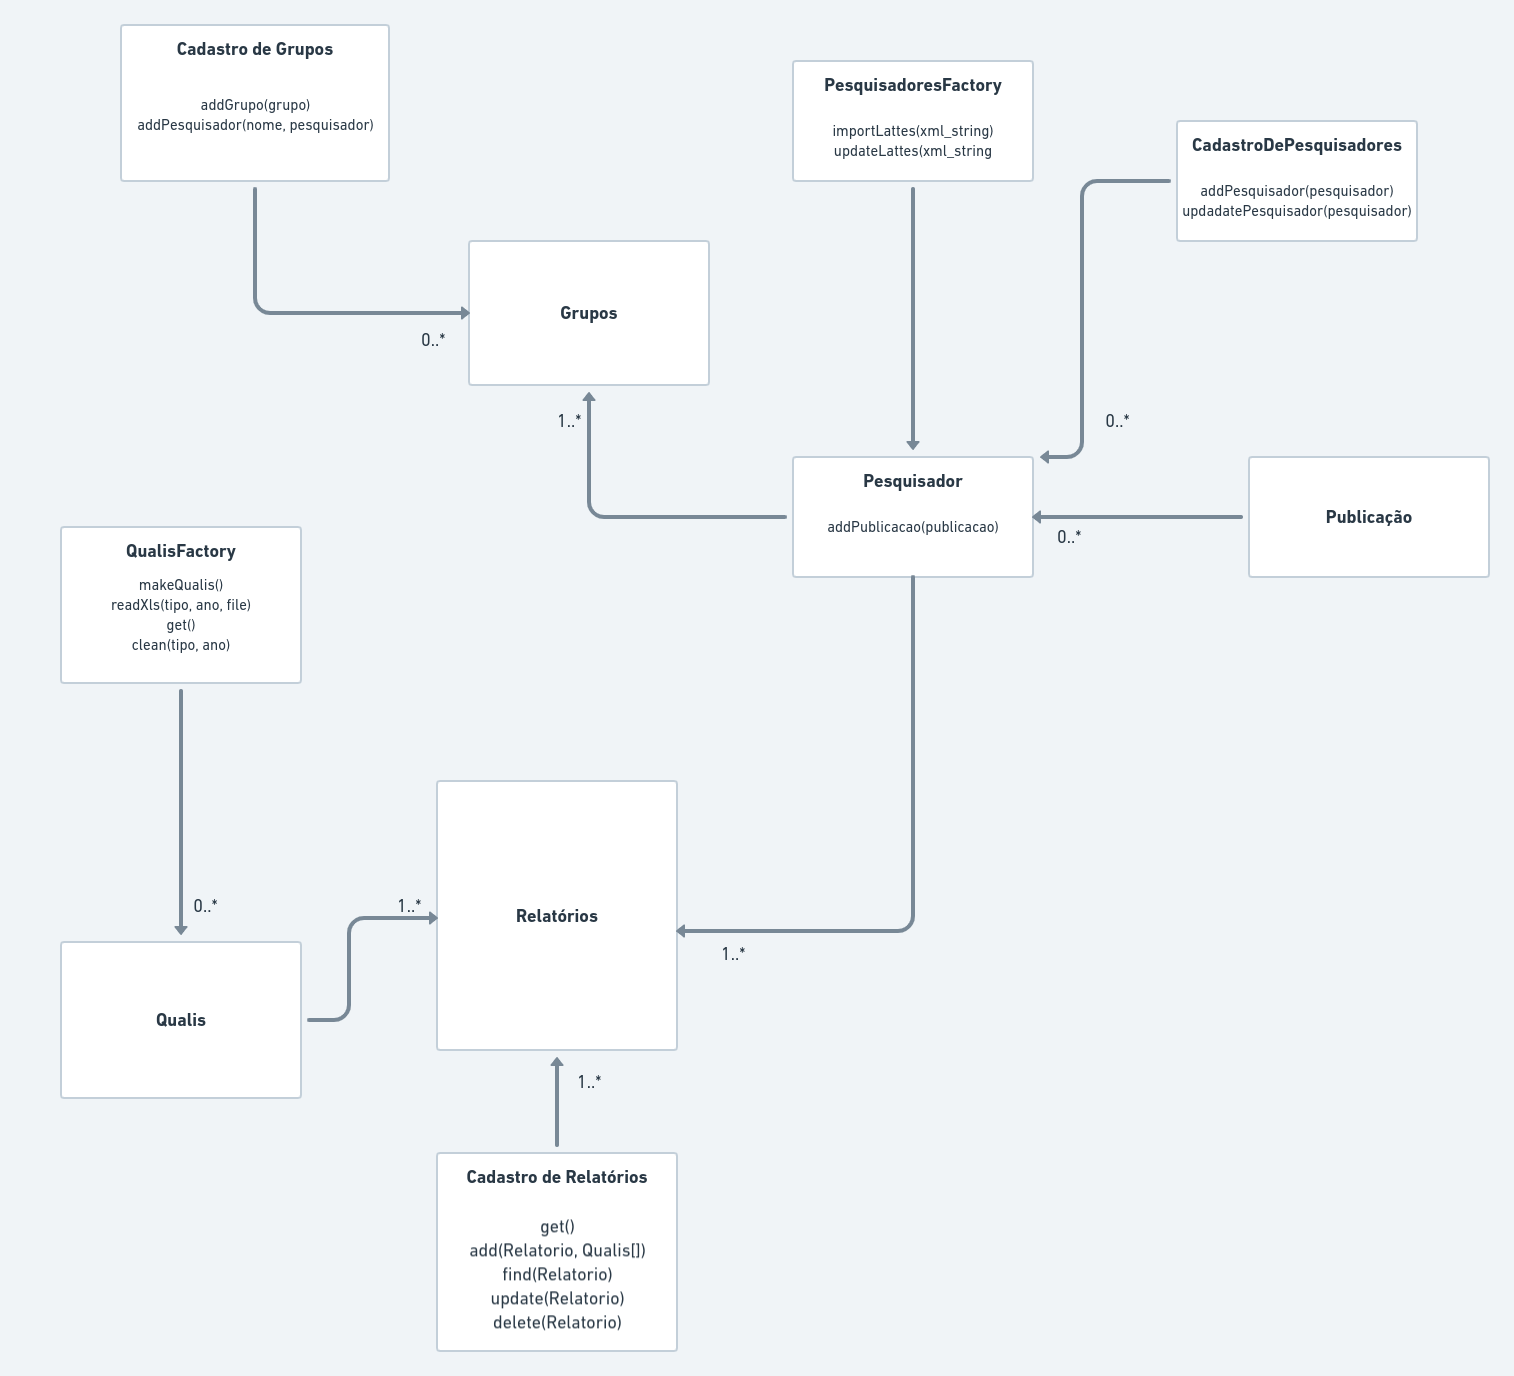 Cadastro de Grupos
addGrupo(grupo)
addPesquisador(nome, pesquisador)
PesquisadoresFactory
importLattes(xml_string)
updateLattes(xml_string
CadastroDePesquisadores
addPesquisador(pesquisador)
updadatePesquisador(pesquisador)
Grupos
0..*
1..*
0..*
Pesquisador
addPublicacao(publicacao)
Publicação
0..*
QualisFactory
makeQualis()
readXls(tipo, ano, file)
get()
clean(tipo, ano)
0..*
1..*
Relatórios
1..*
Qualis
1..*
Cadastro de Relatórios
get()
add(Relatorio, Qualis[])
find(Relatorio)
update(Relatorio)
delete(Relatorio)